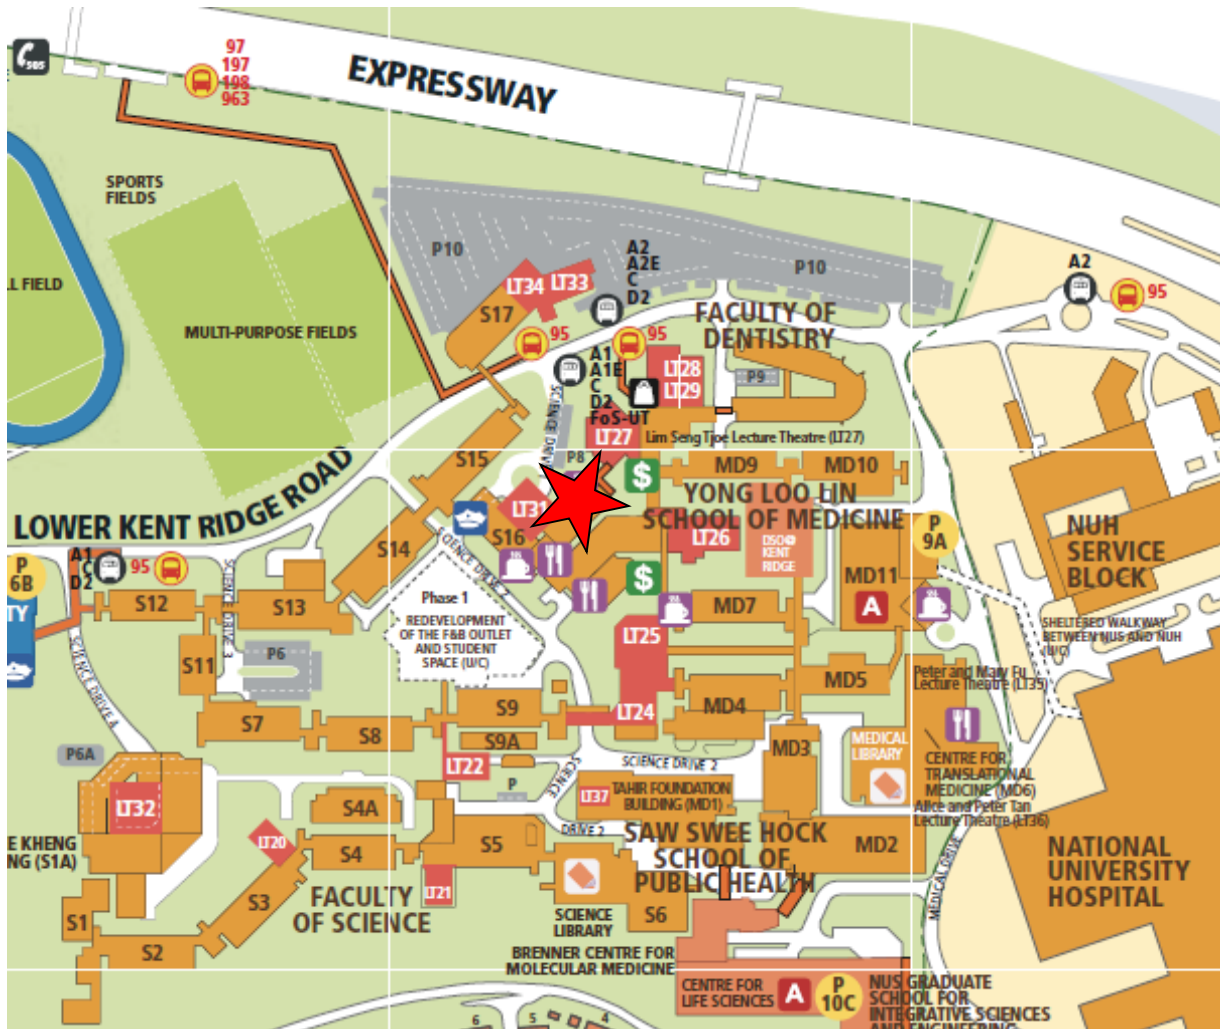 97
197
198
963
SOS
EXPRESSWAY
SPORTS
FIELDS
P10
A2
A2E
C
D2
P10
A2
95
LT34
LT33
LL FIELD
MULTI-PURPOSE FIELDS
S17
FACULTY OF
DENTISTRY
95
95
A1
A1E
C
D2
FoS-UT
LT28
LT29
P9
SCIENCE DRIVE
LT27
Lim Seng Tjoe Lecture Theatre (LT27)
S15
P8
$
MD9
MD10
LOWER KENT RIDGE ROAD
YONG LOO LIN
SCHOOL OF MEDICINE
LT31
S16
LT26
DSO@
KENT
RIDGE
P
9A
NUH
SERVICE
BLOCK
S14
SCIENCE DRIVE 2
A1
C
D2
95
P
6B
TY
S12
SCIENCE DRIVE 3
S13
Phase 1
REDEVELOPMENT
OF THE F&B OUTLET
AND STUDENT
SPACE (U/C)
$
MD11
A
MD7
SHELTERED WALKWAY
BETWEEN NUS AND NUH
(U/C)
LT25
S11
P6
SCIENCE DRIVE 4
MD5
Peter and Mary Fu
Lecture Theatre (LT35)
S7
S8
S9
S9A
LT24
MD4
MD3
MEDICAL
LIBRARY
P6A
LT22
SCIENCE DRIVE 2
CENTRE FOR
TRANSLATIONAL
MEDICINE (MD6)
Alice and Peter Tan
Lecture Theatre (LT36)
SCIENCE
DRIVE 2
P
LT37
TAHIR FOUNDATION
BUILDING (MD1)
LT32
S4A
LT20
S4
S5
SAW SWEE HOCK
SCHOOL OF
PUBLIC HEALTH
MD2
E KHENG
NG (S1A)
NATIONAL
UNIVERSITY
HOSPITAL
MEDICAL DRIVE
LT21
S3
FACULTY
OF SCIENCE
SCIENCE
LIBRARY
S6
S1
S2
BRENNER CENTRE FOR
MOLECULAR MEDICINE
CENTRE FOR
LIFE SCIENCES
A
P
10C
NUS GRADUATE
SCHOOL FOR
INTEGRATIVE SCIENCES
AND ENGINEERING
6
5
4